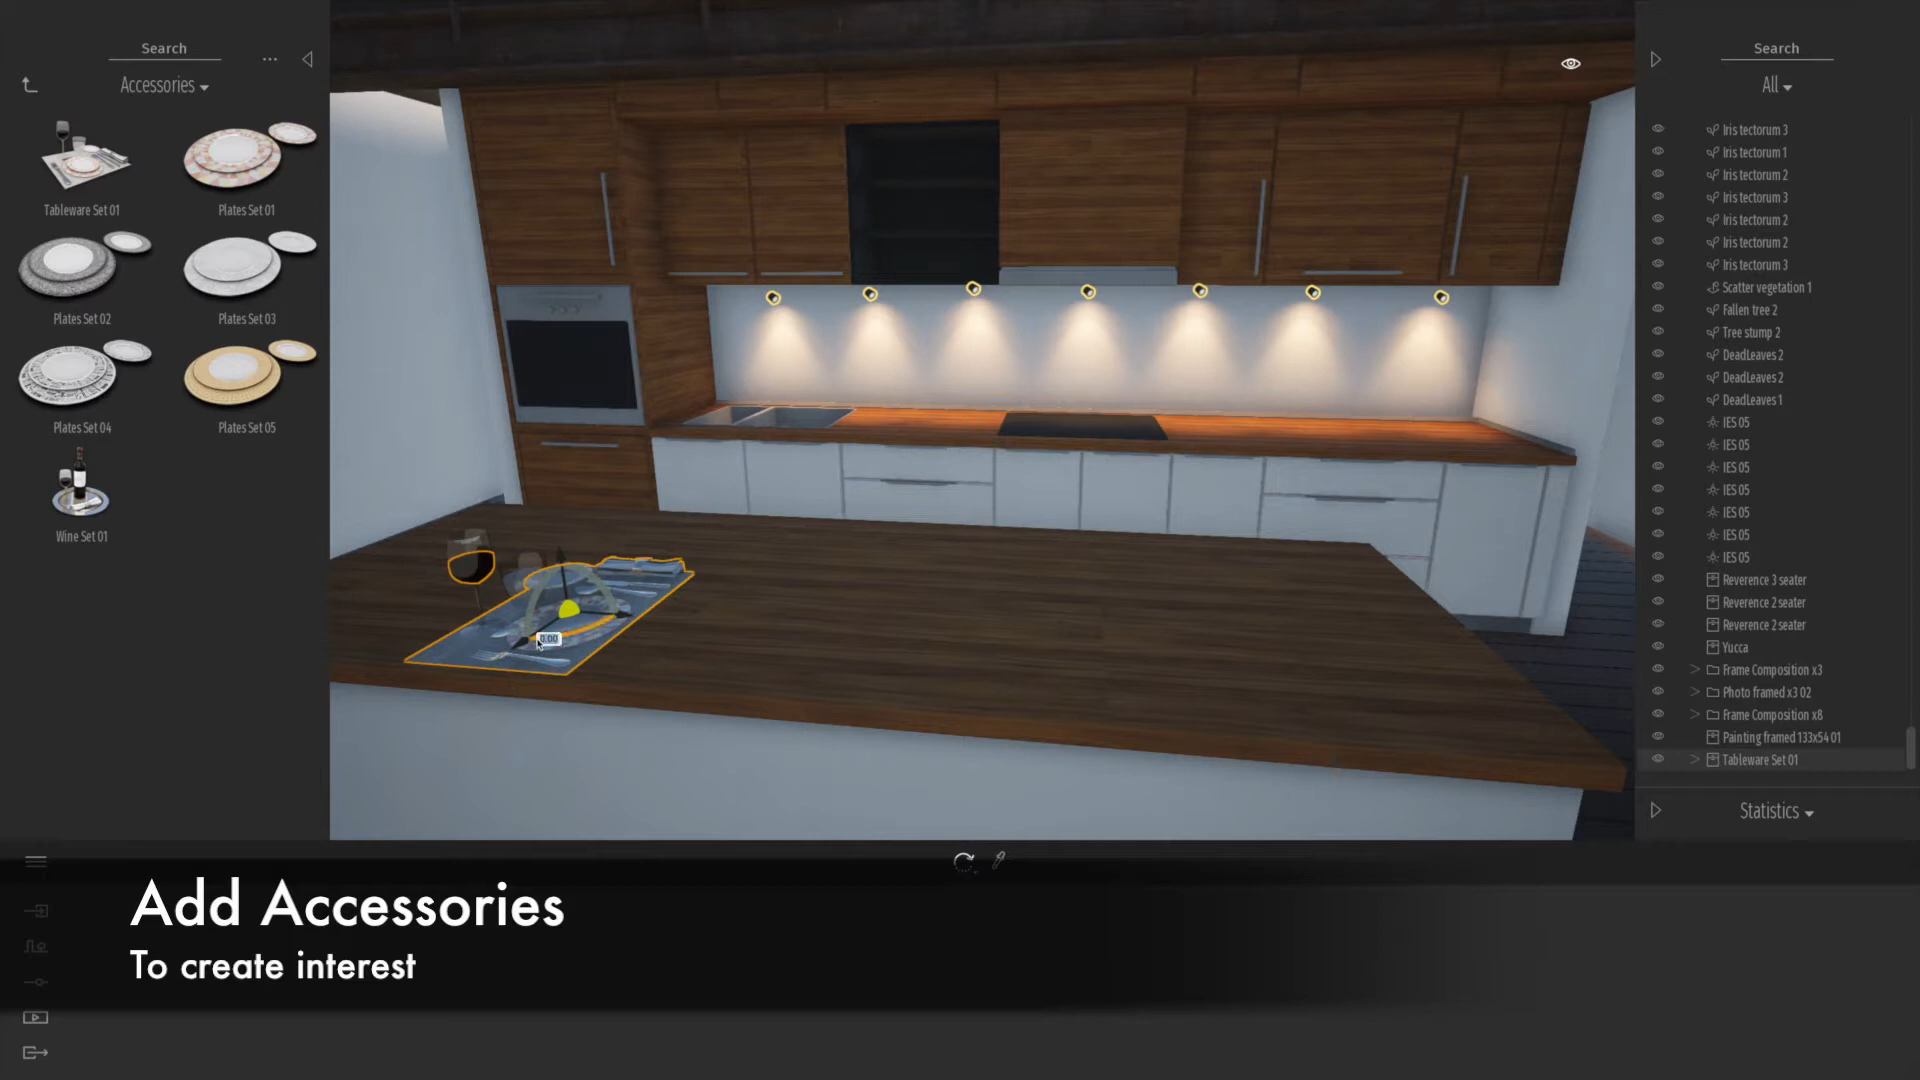 Search
...
Accessories
Tableware Set 01
Plates Set 01
Plates Set 02
Plates Set 03
Plates Set 04
Plates Set 05
Wine Set 01
0.00
Search
All
Iris tectorum 3
Iris tectorum 1
Iris tectorum 2
Iris tectorum 3
Iris tectorum 2
Iris tectorum 2
Iris tectorum 3
Scatter vegetation 1
Fallen tree 2
Tree stump 2
DeadLeaves 2
DeadLeaves 2
DeadLeaves 1
IES 05
IES 05
IES 05
IES 05
IES 05
IES 05
IES 05
Reverence 3 seater
Reverence 2 seater
Reverence 2 seater
Yucca
Frame Composition x3
Photo framed x3 02
Frame Composition x8
Painting framed 133x54 01
Tableware Set 01
Statistics
Add Accessories
To create interest